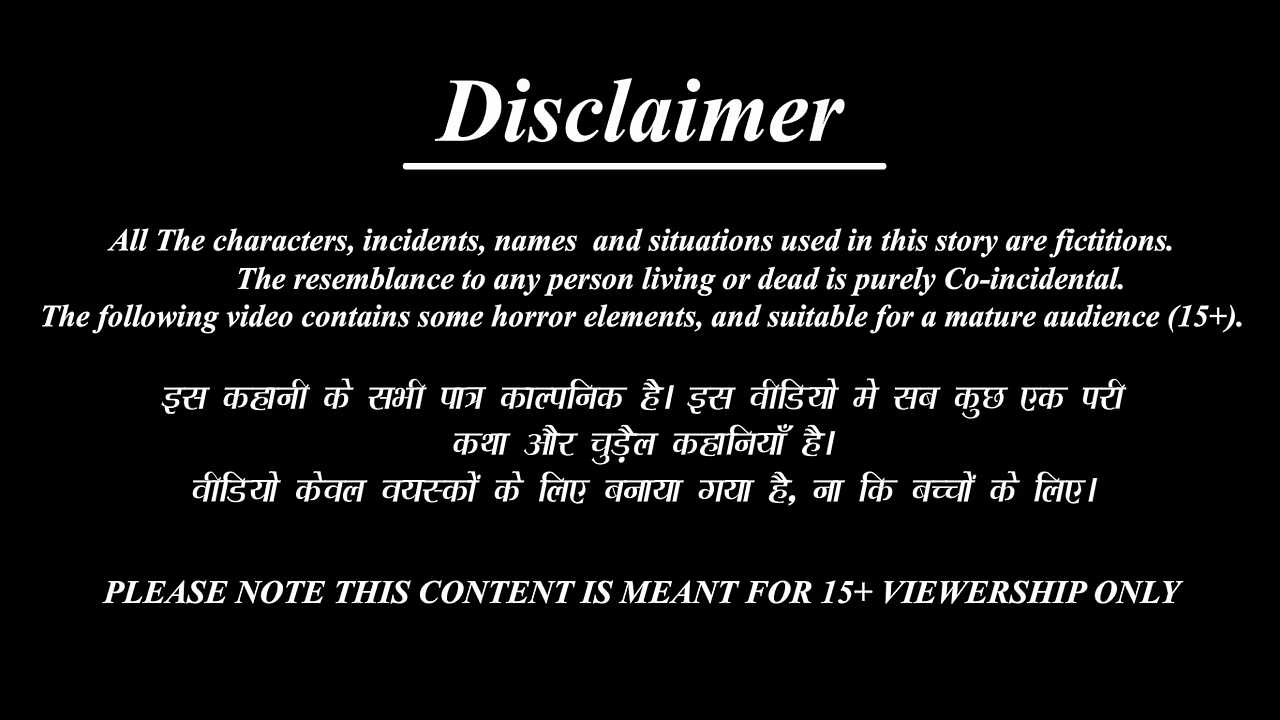 Disclaimer
All The characters, incidents, names and situations used in this story are fictitions.
The resemblance to any person living or dead is purely Co-incidental.
The following video contains some horror elements, and suitable for a mature audience (15+).
इस कहानी के सभी पात्र काल्पनिक है। इस वीडियो मे सब कुछ एक परी
कथा और चुड़ैल कहानियाँ है।
वीडियो केवल वयस्कों के लिए बनाया गया है, ना कि बच्चों के लिए।
PLEASE NOTE THIS CONTENT IS MEANT FOR 15+ VIEWERSHIP ONLY